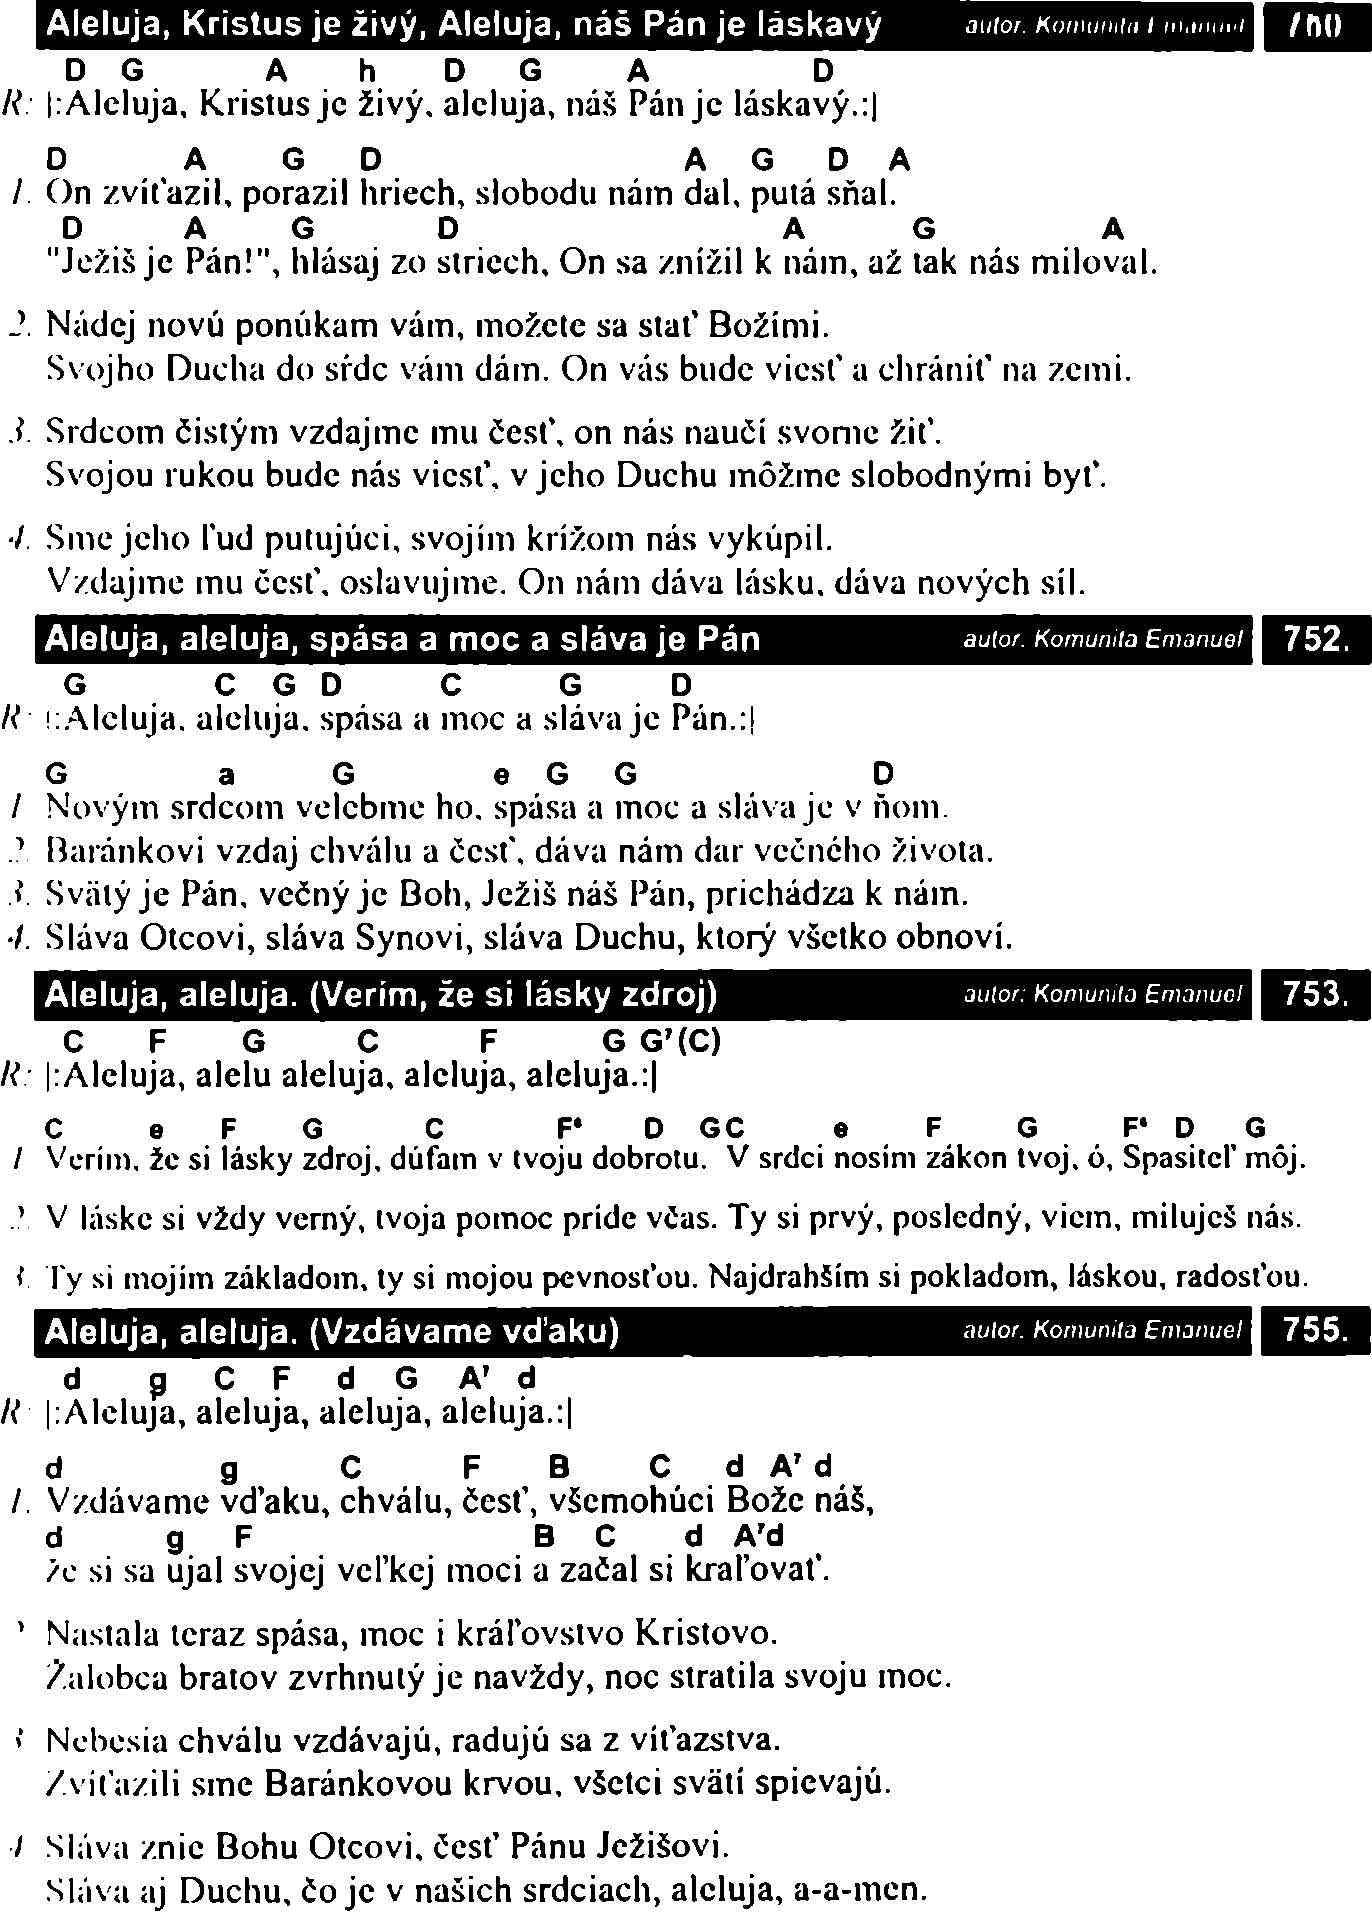 Aleluja, Kristus je živý, Aleluja, náš Pán je láskavý autor. Komunita
D G A h D G A D
R: |:Aleluja, Kristus je živý, aleluja, náš Pán je láskavý.:|
D A G D A G D A
1. On zvíťazil, porazil hriech, slobodu nám dal, putá sňal.
D A G D A G A
"Ježiš je Pán!", hlásaj zo striech, On sa znížil k nám, až tak nás miloval.
2. Nádej novú ponúkam vám, možete sa stať Božími.
Svojho Ducha do sŕdc vám dám. On vás bude viesť a chrániť na zemi.
3. Srdcom čistým vzdajme mu česť, on nás naučí svorne žiť.
Svojou rukou bude nás viesť, v jeho Duchu môžme slobodnými byť.
4. Sme jeho ľud putujúci, svojím krížom nás vykúpil.
Vzdajme mu česť, oslavujme. On nám dáva lásku, dáva nových síl.
Aleluja, aleluja, spása a moc a sláva je Pán autor. Komunita Emanuel 752.
G C G D C G D
R: |:Aleluja, aleluja, spása a moc a sláva je Pán.:|
G a G e G G D
1 Novým srdcom velebme ho, spása a moc a sláva je v ňom.
2 Baránkovi vzdaj chválu a česť, dáva nám dar večného života.
3. Svätý je Pán, večný je Boh, Ježiš náš Pán, prichádza k nám.
4. Sláva Otcovi, sláva Synovi, sláva Duchu, ktorý všetko obnoví.
Aleluja, aleluja. (Verím, že si lásky zdroj) autor: Komunita Emanuel 753.
C F G C F G G7(C)
R: |:Aleluja, alelu aleluja, aleluja, aleluja.:|
C e F G C F6 D GC e F G F6 D G
1 Verím, že si lásky zdroj, dúfam v tvoju dobrotu. V srdci nosím zákon tvoj, ó, Spasiteľ môj.
2 V láske si vždy verný, tvoja pomoc príde včas. Ty si prvý, posledný, viem, miluješ nás.
3. Ty si mojím základom, ty si mojou pevnosťou. Najdrahším si pokladom, láskou, radosťou.
Aleluja, aleluja. (Vzdávame vďaku) autor. Komunita Emanuel 755.
d g C F d G A7 d
R |:Aleluja, aleluja, aleluja, aleluja.:|
d g C F B C d A7 d
1. Vzdávame vďaku, chválu, česť, všemohúci Bože náš,
d g F B C d A7d
že si sa ujal svojej veľkej moci a začal si kraľovať.
2 Nastala teraz spása, moc i kráľovstvo Kristovo.
Žalobca bratov zvrhnutý je navždy, noc stratila svoju moc.
3 Nebesia chválu vzdávajú, radujú sa z víťazstva.
Zvíťazili sme Baránkovou krvou, všetci svätí spievajú.
4 Sláva znie Bohu Otcovi, česť Pánu Ježišovi.
Sláva aj Duchu, čo je v našich srdciach, aleluja, a-a-men.